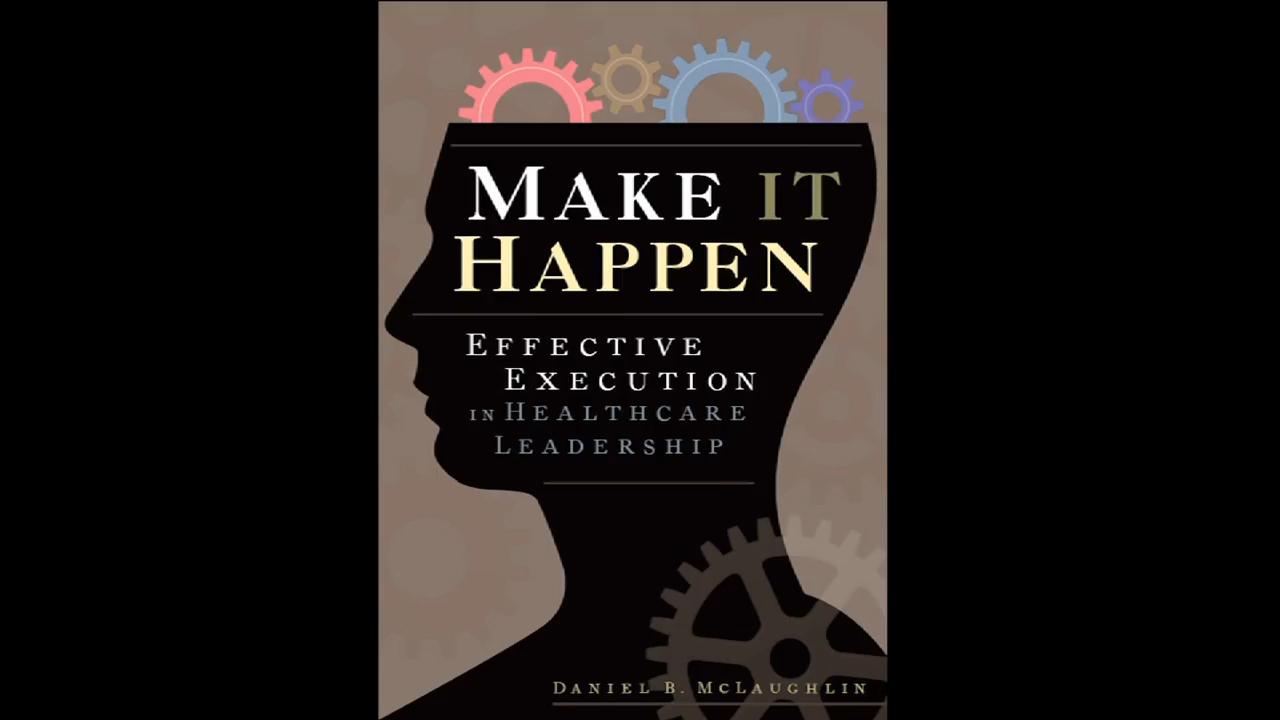 MAKE IT
HAPPEN
EFFECTIVE
EXECUTION
IN HEALTHCARE
LEADERSHIP
DANIEL B. MCLAUGHLIN